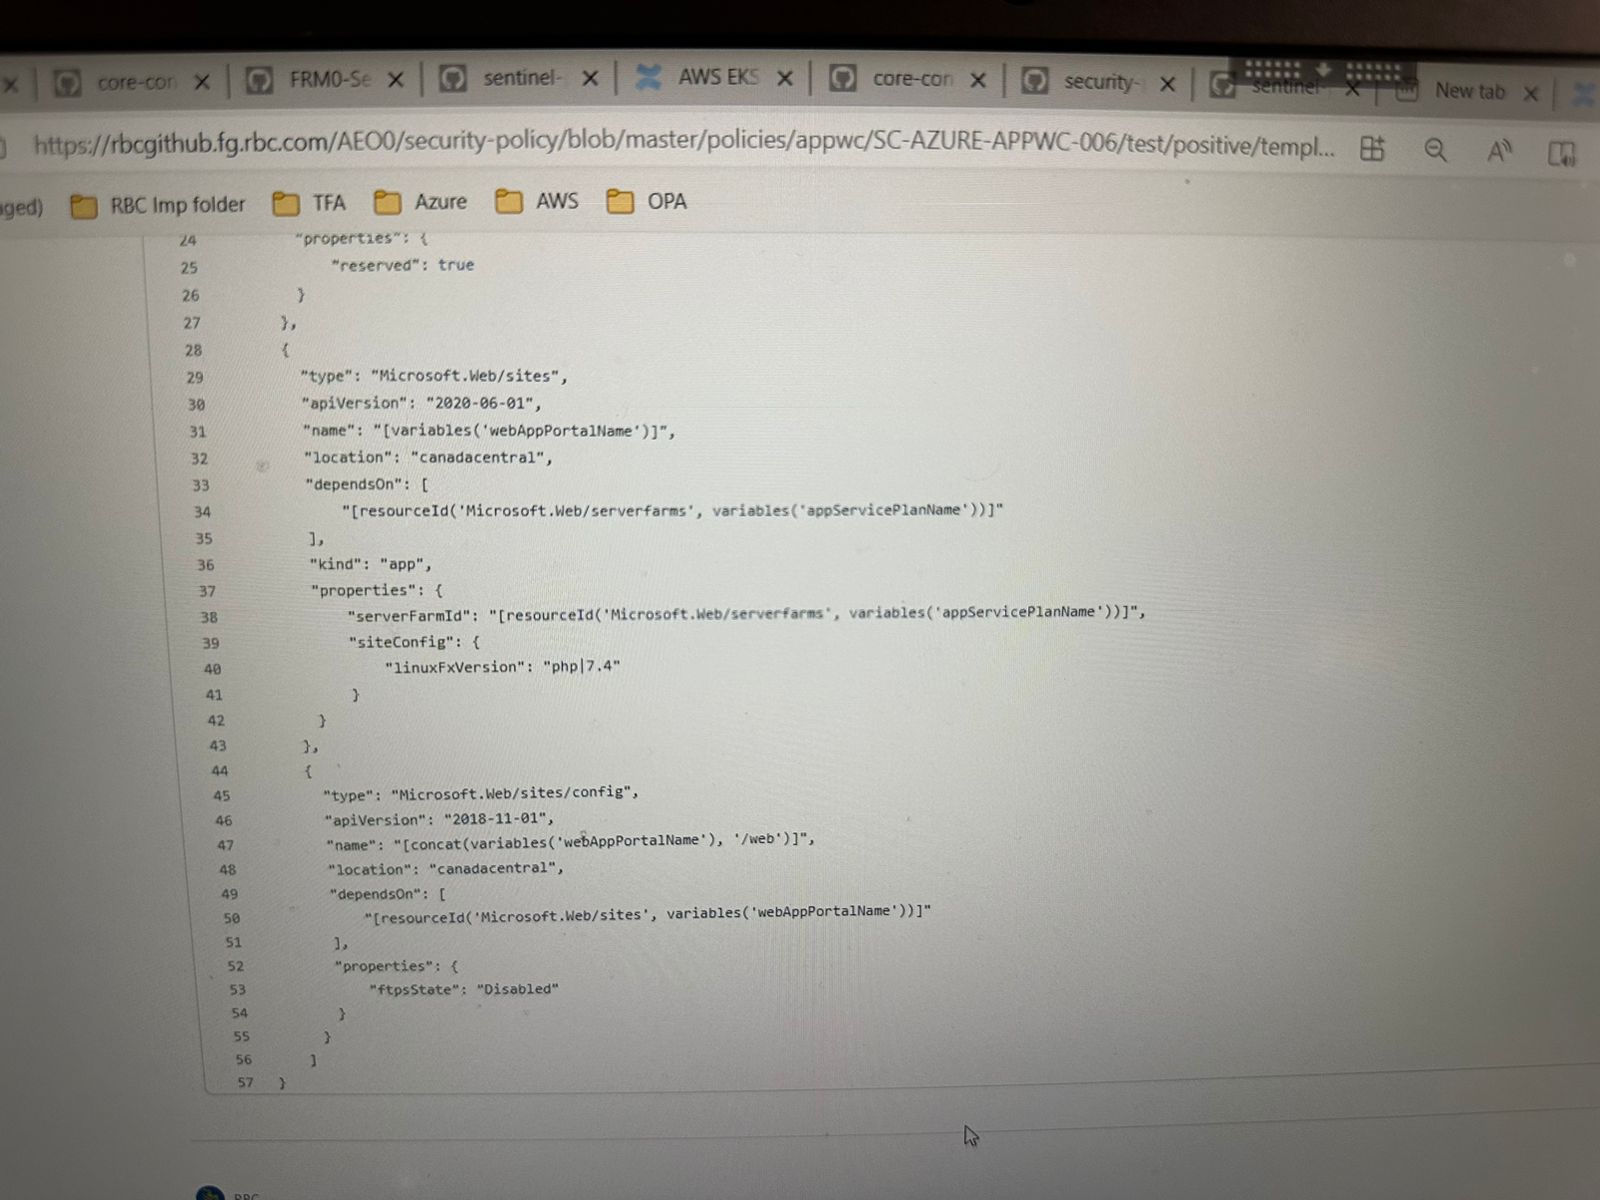 core-con
FRM0-Se
sentinel-
AWS EKS
core-con
security-
sentinel-
New tab
https://rbcgithub.fg.rbc.com/AEO0/security-policy/blob/master/policies/appwc/SC-AZURE-APPWC-006/test/positive/templ...
aged)
RBC Imp folder
TFA
Azure
AWS
OPA
24 "properties": {
25 "reserved": true
26 }
27 },
28 {
29 "type": "Microsoft.Web/sites",
30 "apiVersion": "2020-06-01",
31 "name": "[variables('webAppPortalName')]",
32 "location": "canadacentral",
33 "dependsOn": [
34 "[resourceId('Microsoft.Web/serverfarms', variables('appServicePlanName'))]"
35 ],
36 "kind": "app",
37 "properties": {
38 "serverFarmId": "[resourceId('Microsoft.Web/serverfarms', variables('appServicePlanName'))]",
39 "siteConfig": {
40 "linuxFxVersion": "php|7.4"
41 }
42 }
43 },
44 {
45 "type": "Microsoft.Web/sites/config",
46 "apiVersion": "2018-11-01",
47 "name": "[concat(variables('webAppPortalName'), '/web')]",
48 "location": "canadacentral",
49 "dependsOn": [
50 "[resourceId('Microsoft.Web/sites', variables('webAppPortalName'))]"
51 ],
52 "properties": {
53 "ftpsState": "Disabled"
54 }
55 }
56 ]
57 }
RBC